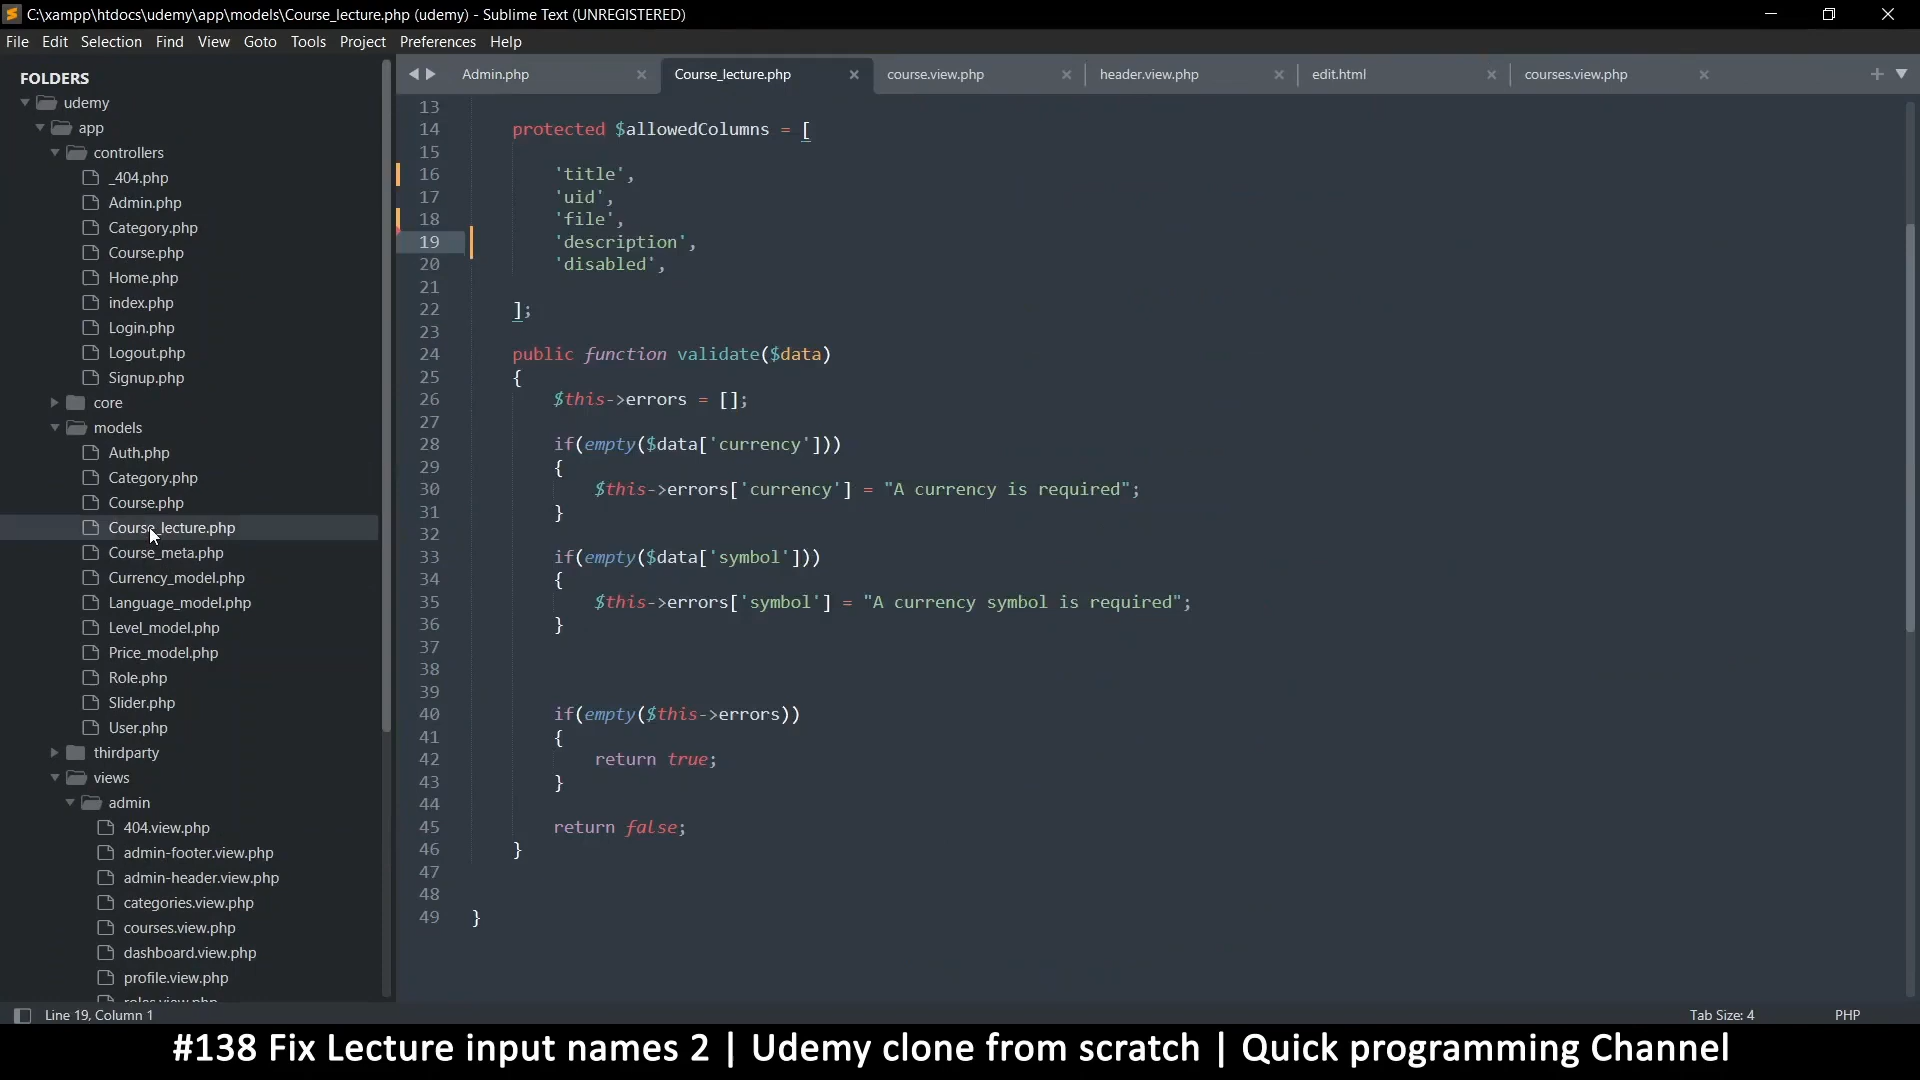 C:\xampp\htdocs\udemy\app\models\Course_lecture.php (udemy) - Sublime Text (UNREGISTERED)
File Edit Selection Find View Goto Tools Project Preferences Help
FOLDERS
udemy
app
controllers
_404.php
Admin.php
Category.php
Course.php
Home.php
index.php
Login.php
Logout.php
Signup.php
core
models
Auth.php
Category.php
Course.php
Course_lecture.php
Course_meta.php
Currency_model.php
Language_model.php
Level_model.php
Price_model.php
Role.php
Slider.php
User.php
thirdparty
views
admin
404.view.php
admin-footer.view.php
admin-header.view.php
categories.view.php
courses.view.php
dashboard.view.php
profile.view.php
roles.view.php
Admin.php Course_lecture.php course.view.php header.view.php edit.html courses.view.php
13
14 protected $allowedColumns = [
15
16 'title',
17 'uid',
18 'file',
19 'description',
20 'disabled',
21
22 ];
23
24 public function validate($data)
25 {
26 $this->errors = [];
27
28 if(empty($data['currency']))
29 {
30 $this->errors['currency'] = "A currency is required";
31 }
32
33 if(empty($data['symbol']))
34 {
35 $this->errors['symbol'] = "A currency symbol is required";
36 }
37
38
39
40 if(empty($this->errors))
41 {
42 return true;
43 }
44
45 return false;
46 }
47
48
49 }
Line 19, Column 1 Tab Size: 4 PHP
#138 Fix Lecture input names 2 | Udemy clone from scratch | Quick programming Channel